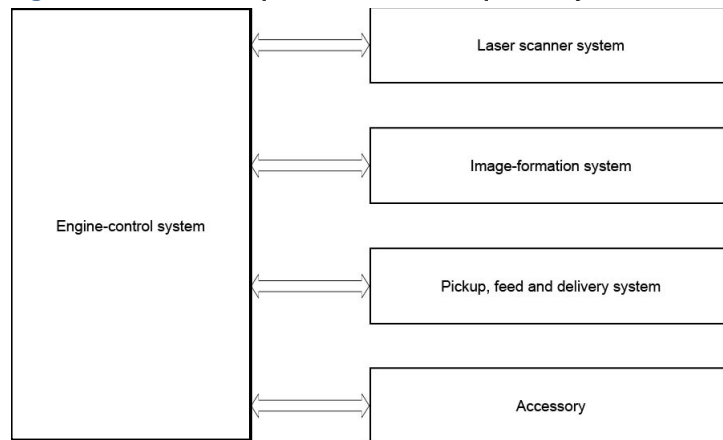 Laser scanner system
Image-formation system
Engine-control system
Pickup, feed and delivery system
Accessory